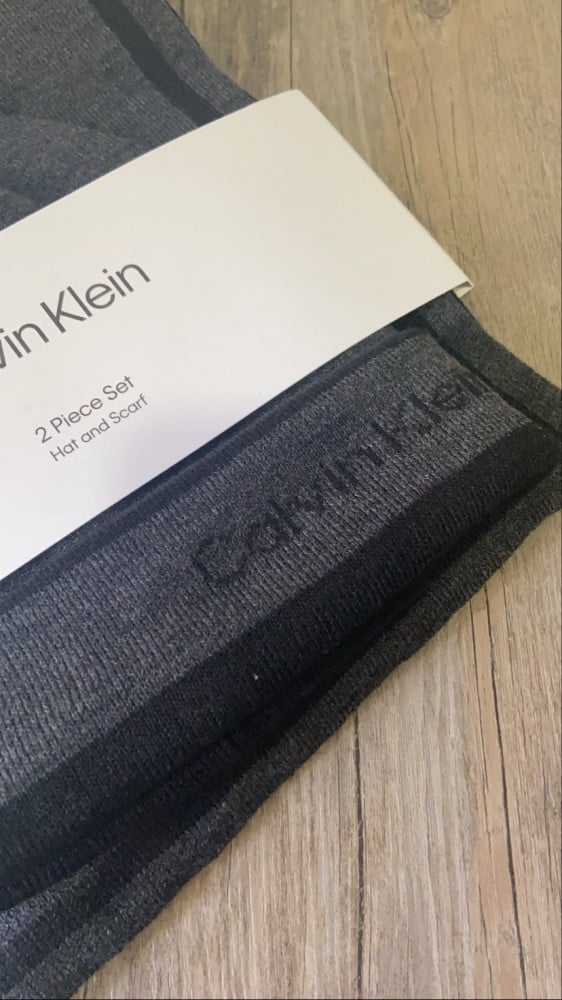 vin Klein
2 Piece Set
Hat and Scarf
Calvin Klein